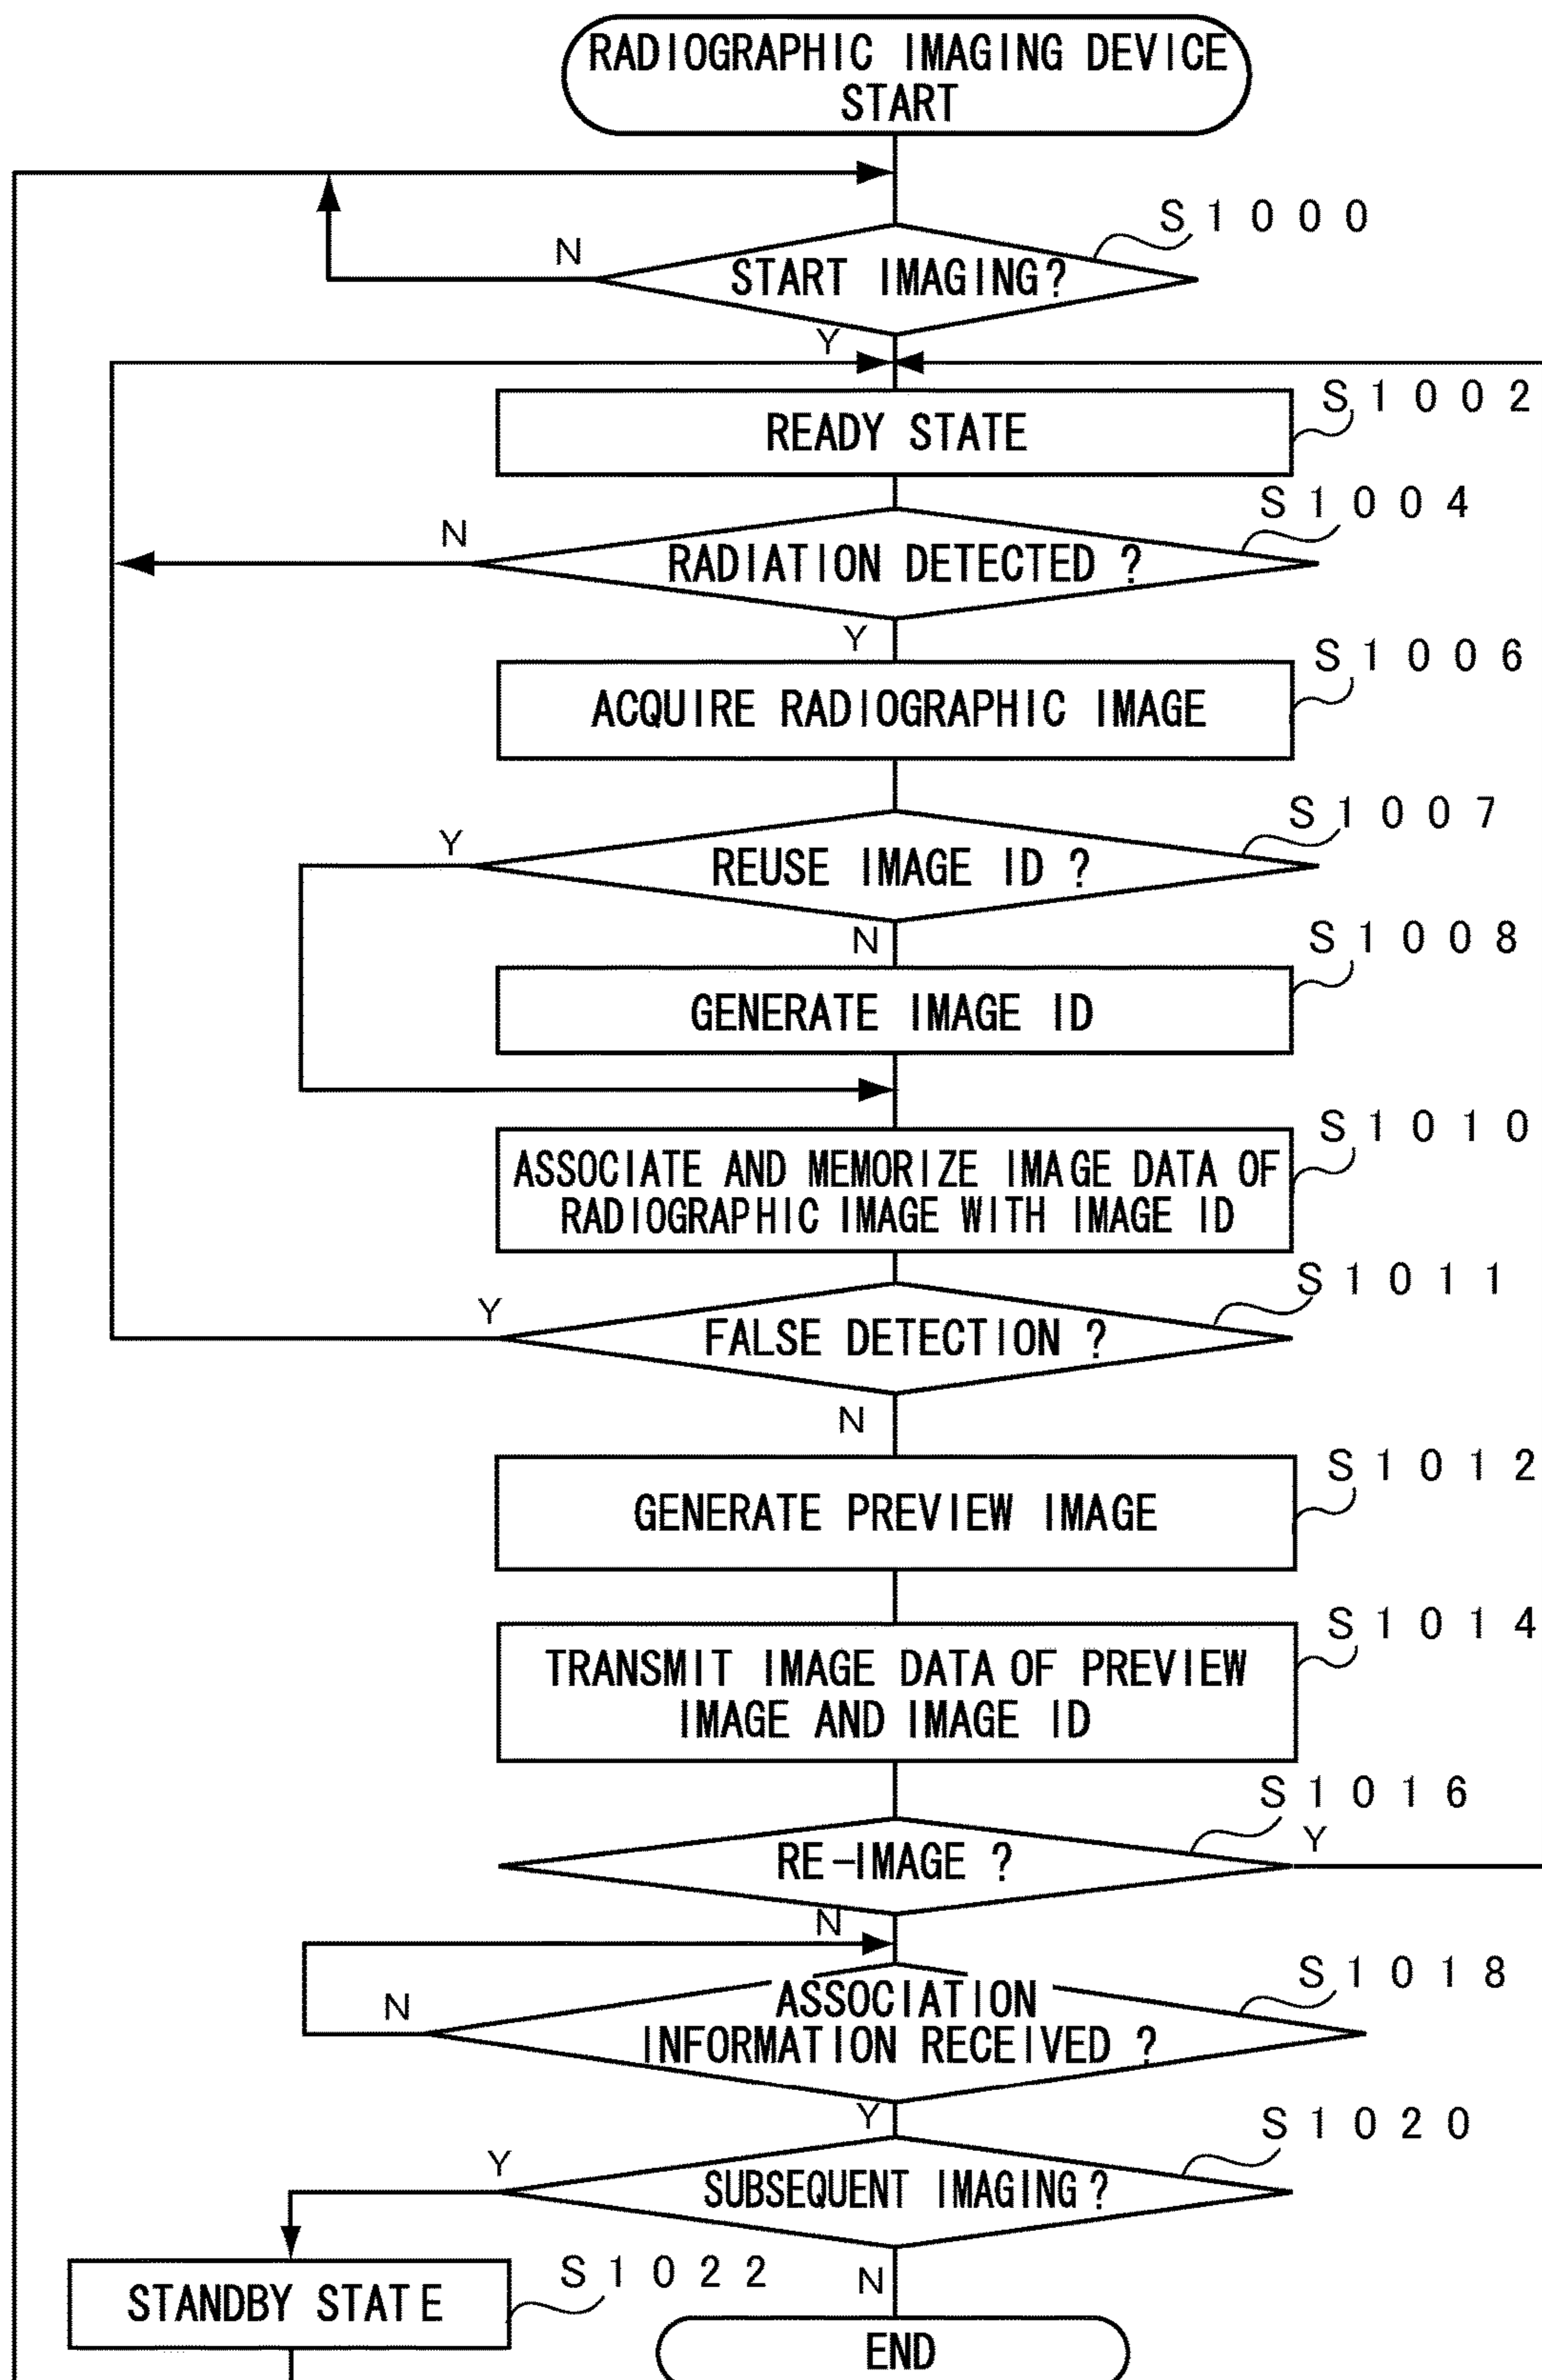 RADIOGRAPHIC IMAGING DEVICE
START
S1000
N
START IMAGING?
Y
S1002
READY STATE
S1004
N
RADIATION DETECTED ?
Y
S1006
ACQUIRE RADIOGRAPHIC IMAGE
S1007
Y
REUSE IMAGE ID ?
N
S1008
GENERATE IMAGE ID
S1010
ASSOCIATE AND MEMORIZE IMAGE DATA OF
RADIOGRAPHIC IMAGE WITH IMAGE ID
S1011
Y
FALSE DETECTION ?
N
S1012
GENERATE PREVIEW IMAGE
S1014
TRANSMIT IMAGE DATA OF PREVIEW
IMAGE AND IMAGE ID
S1016
Y
RE-IMAGE ?
N
S1018
N
ASSOCIATION
INFORMATION RECEIVED ?
Y
S1020
Y
SUBSEQUENT IMAGING?
S1022
N
STANDBY STATE
END